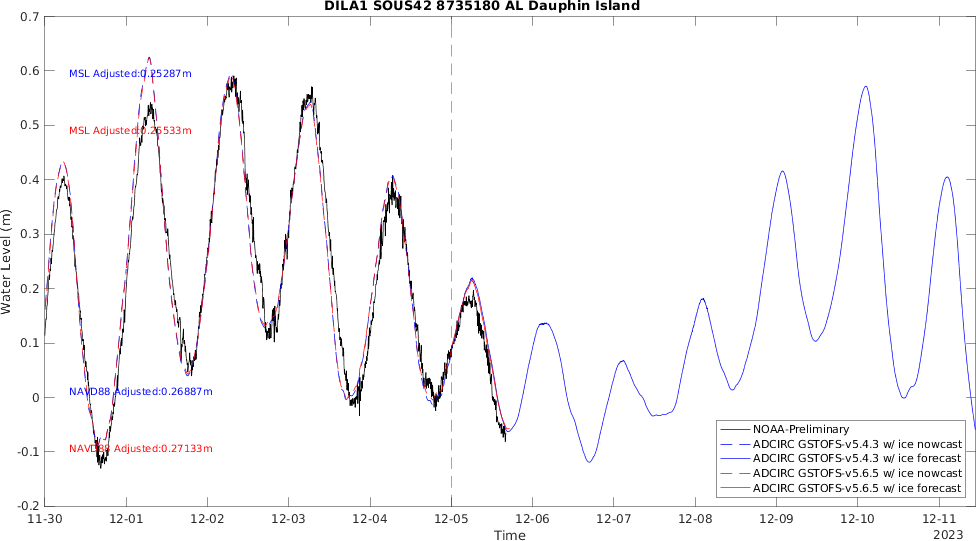 DILA1 SOUS42 8735180 AL Dauphin Island
0.7
0.6
0.5
0.4
0.3
0.2
0.1
0
-0.1
-0.2
Water Level (m)
MSL Adjusted:0.25287m
MSL Adjusted:0.25533m
NAVD88 Adjusted:0.26887m
NAVD88 Adjusted:0.27133m
NOAA-Preliminary
ADCIRC GSTOFS-v5.4.3 w/ ice nowcast
ADCIRC GSTOFS-v5.4.3 w/ ice forecast
ADCIRC GSTOFS-v5.6.5 w/ ice nowcast
ADCIRC GSTOFS-v5.6.5 w/ ice forecast
11-30 12-01 12-02 12-03 12-04 12-05 12-06 12-07 12-08 12-09 12-10 12-11
Time
2023